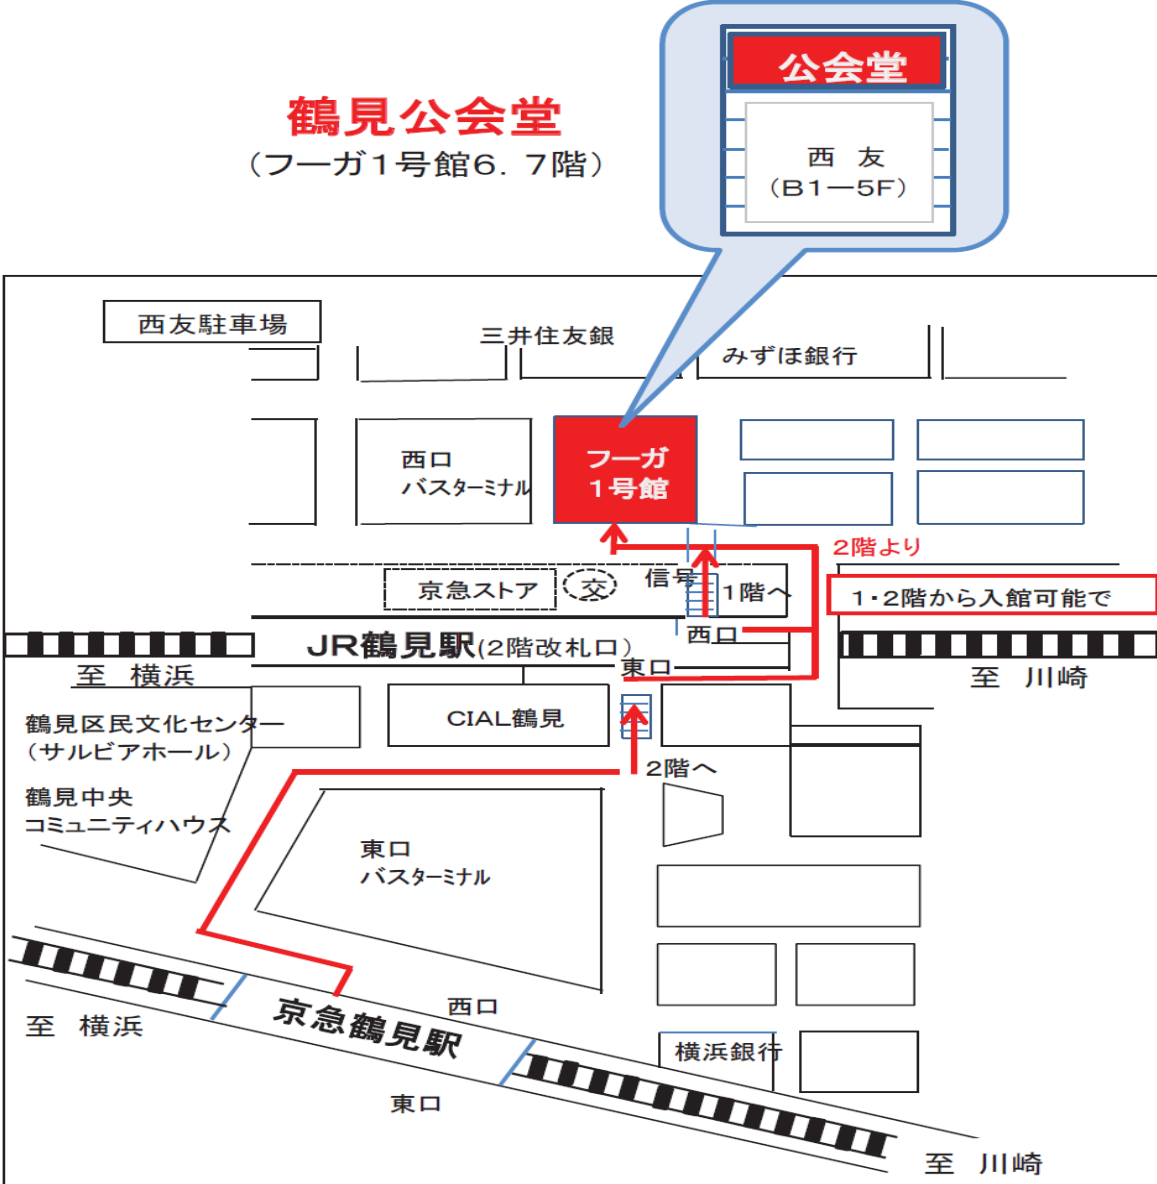 公会堂
鶴見公会堂
(フーガ1号館6. 7階)
西 友
(B1-5F)
西友駐車場
三井住友銀
みずほ銀行
西口
バスターミナル
フーガ
1号館
2階より
京急ストア
交
信号
1階へ
1・2階から入館可能で
JR鶴見駅(2階改札口)
西口
東口
至 横浜
至 川崎
鶴見区民文化センター
(サルビアホール)
CIAL鶴見
2階へ
鶴見中央
コミュニティハウス
東口
バスターミナル
西口
至 横浜
京急鶴見駅
横浜銀行
東口
至 川崎